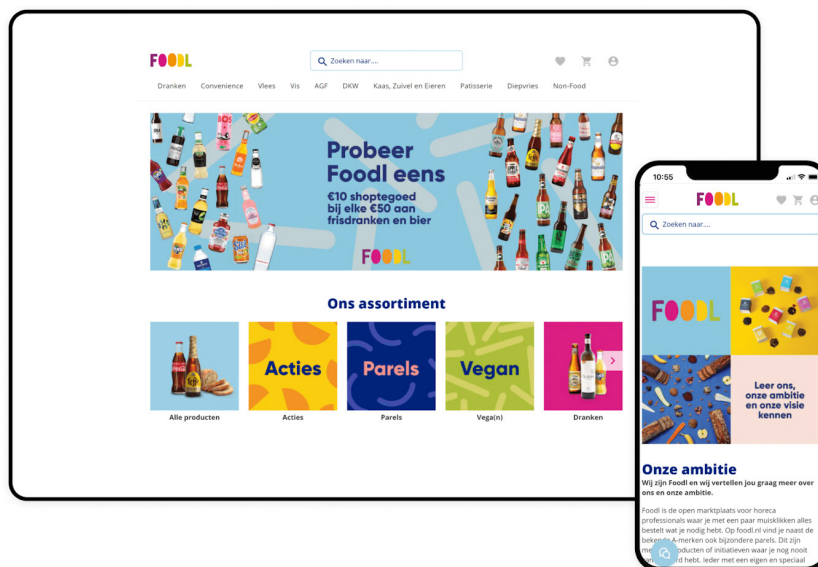 FOODL
Zoeken naar....
Dranken Convenience Vlees Vis AGF DKW Kaas, Zuivel en Eieren Patisserie Diepvries Non-Food
Probeer
Foodl eens
€10 shoptegoed
bij elke €50 aan
frisdranken en bier
FOODL
Ons assortiment
Acties
Parels
Vegan
Alle producten
Acties
Parels
Vega(n)
Dranken
10:55
FOODL
Zoeken naar....
FOODL
Leer ons,
onze ambitie
en onze visie
kennen
Onze ambitie
Wij zijn Foodl en wij vertellen jou graag meer over
ons en onze ambitie.
Foodl is de open marktplaats voor horeca
professionals waar je met een paar muisklikken alles
bestelt wat je nodig hebt. Op foodl.nl vind je naast de
A-merken ook bijzondere parels. Dit zijn
of initiatieven waar je nog nooit
hebt. Ieder met een eigen en speciaal